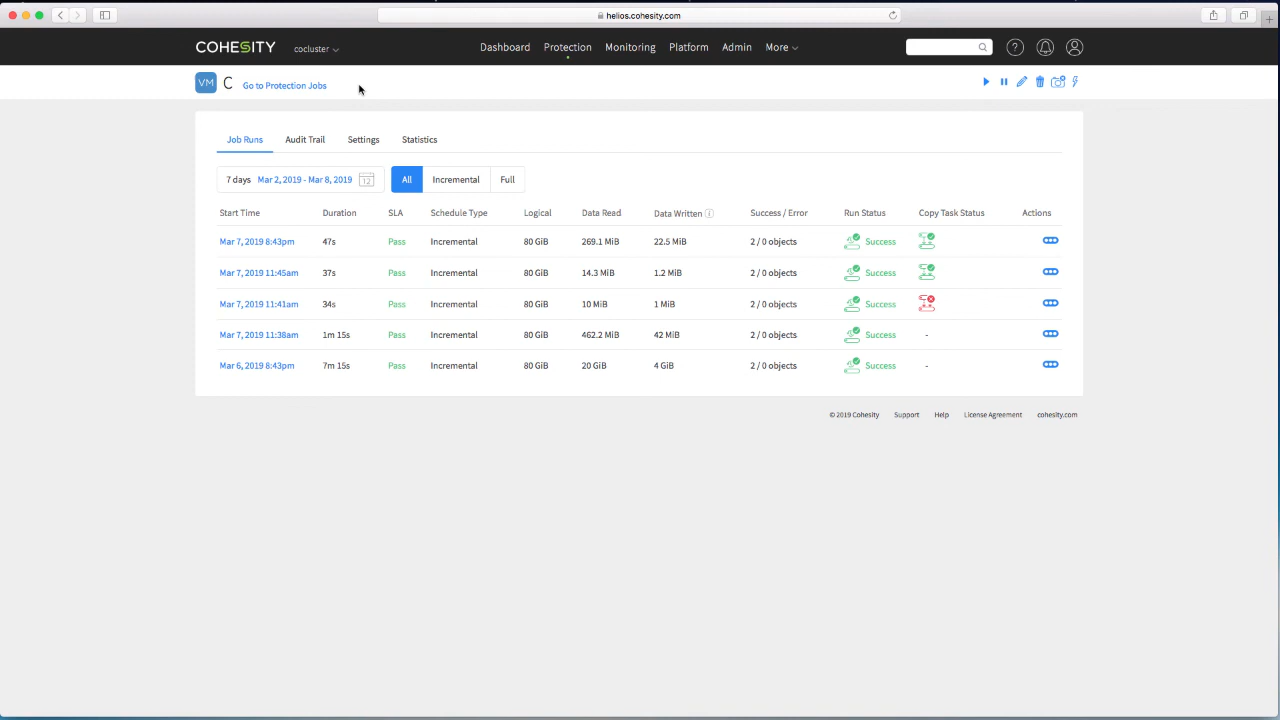 helios.cohesity.com
COHESITY cocluster Dashboard Protection Monitoring Platform Admin More ?
VM C Go to Protection Jobs
Job Runs Audit Trail Settings Statistics
7 days Mar 2, 2019 - Mar 8, 2019 12 All Incremental Full
Start Time Duration SLA Schedule Type Logical Data Read Data Written i Success / Error Run Status Copy Task Status Actions
Mar 7, 2019 8:43pm 47s Pass Incremental 80 GiB 269.1 MiB 22.5 MiB 2 / 0 objects Success
Mar 7, 2019 11:45am 37s Pass Incremental 80 GiB 14.3 MiB 1.2 MiB 2 / 0 objects Success
Mar 7, 2019 11:41am 34s Pass Incremental 80 GiB 10 MiB 1 MiB 2 / 0 objects Success
Mar 7, 2019 11:38am 1m 15s Pass Incremental 80 GiB 462.2 MiB 42 MiB 2 / 0 objects Success -
Mar 6, 2019 8:43pm 7m 15s Pass Incremental 80 GiB 20 GiB 4 GiB 2 / 0 objects Success -
© 2019 Cohesity Support Help License Agreement cohesity.com